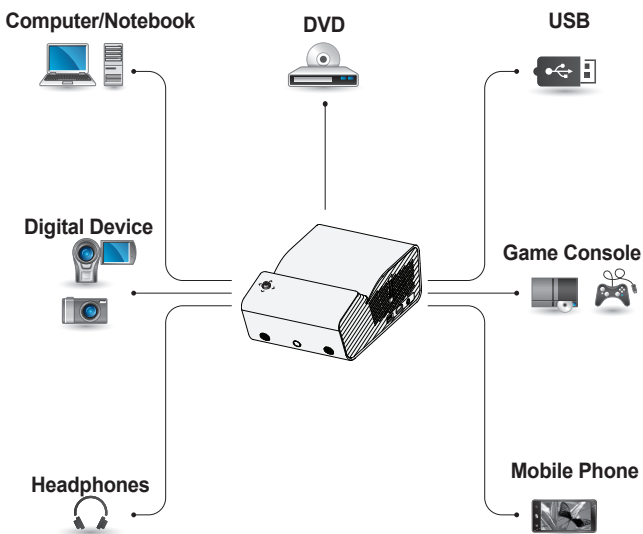 Computer/Notebook
DVD
USB
Digital Device
Game Console
Headphones
Mobile Phone